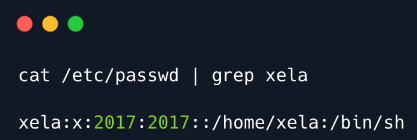 cat /etc/passwd | grep xela
xela:x:2017:2017::/home/xela:/bin/sh